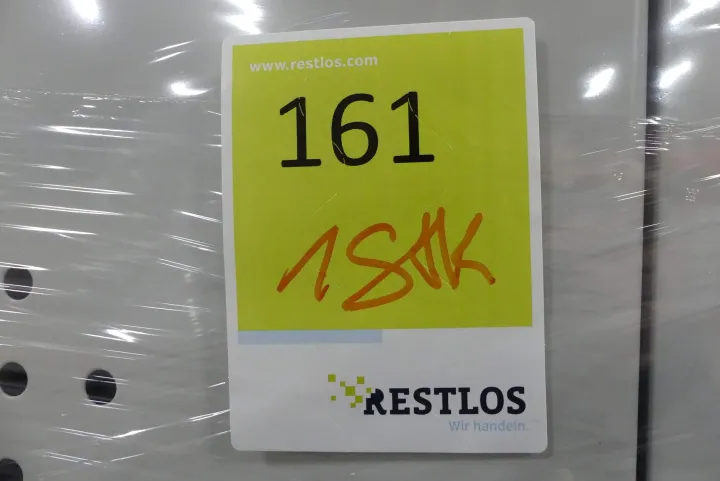 www.restlos.com
161
1 Stk
RESTLOS
Wir handeln.